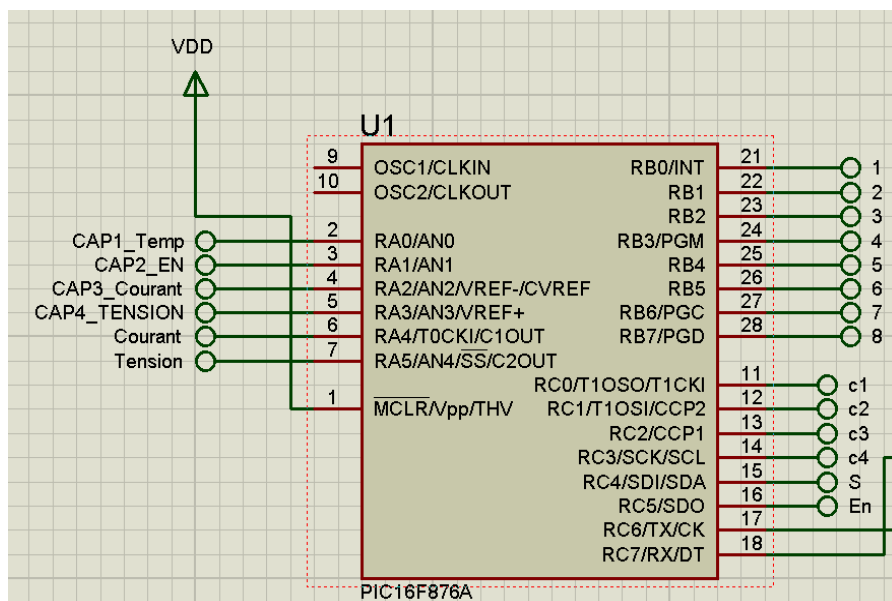 VDD
U1
9 OSC1/CLKIN
10 OSC2/CLKOUT
CAP1_Temp 2 RA0/AN0
CAP2_EN 3 RA1/AN1
CAP3_Courant 4 RA2/AN2/VREF-/CVREF
CAP4_TENSION 5 RA3/AN3/VREF+
Courant 6 RA4/T0CKI/C1OUT
Tension 7 RA5/AN4/SS/C2OUT
1 MCLR/Vpp/THV
RB0/INT 21 1
RB1 22 2
RB2 23 3
RB3/PGM 24 4
RB4 25 5
RB5 26 6
RB6/PGC 27 7
RB7/PGD 28 8
RC0/T1OSO/T1CKI 11 c1
RC1/T1OSI/CCP2 12 c2
RC2/CCP1 13 c3
RC3/SCK/SCL 14 c4
RC4/SDI/SDA 15 S
RC5/SDO 16 En
RC6/TX/CK 17
RC7/RX/DT 18
PIC16F876A